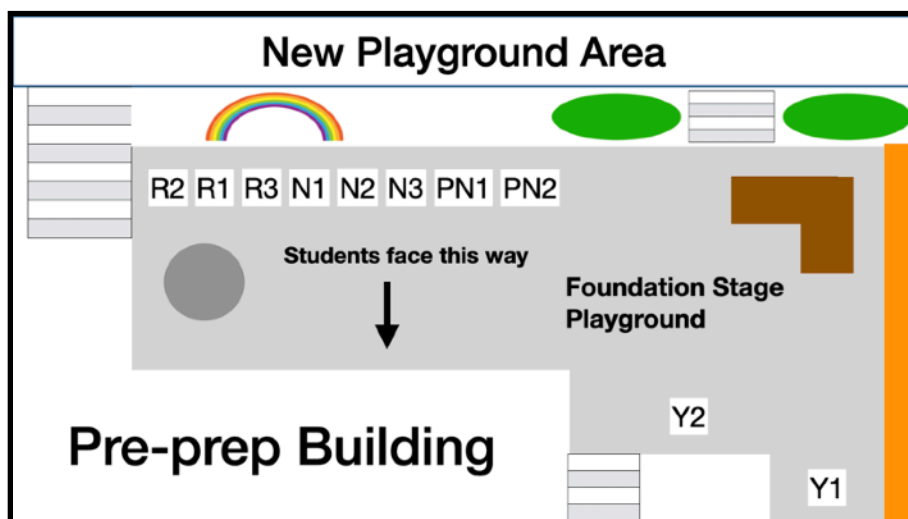 New Playground Area
R2 R1 R3 N1 N2 N3 PN1 PN2
Students face this way
Foundation Stage
Playground
Y2
Pre-prep Building
Y1